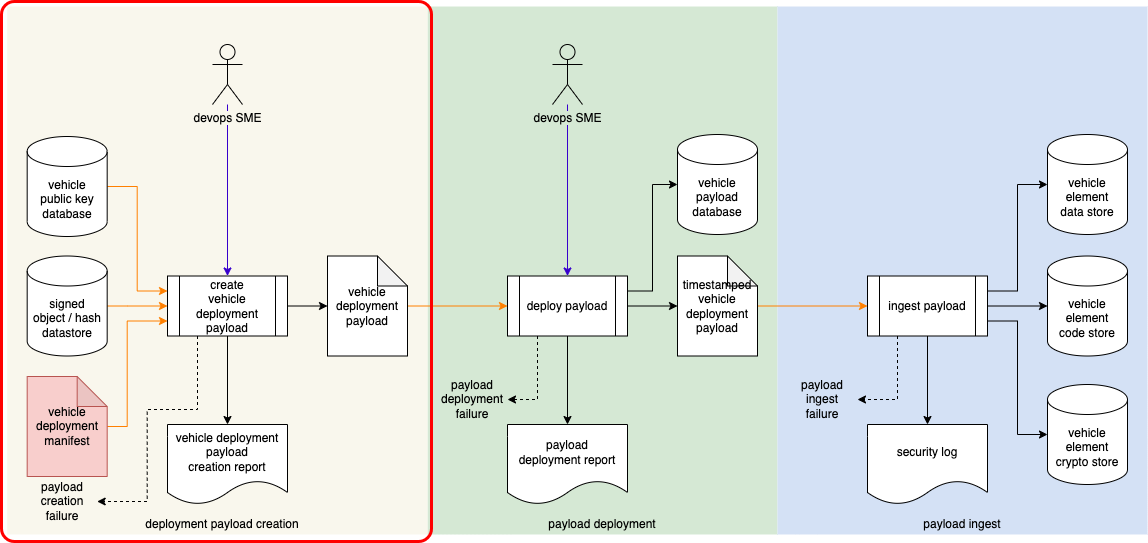 devops SME
vehicle
public key
database
signed
object / hash
datastore
vehicle
deployment
manifest
create
vehicle
deployment
payload
vehicle
deployment
payload
vehicle deployment
payload
creation report
payload
creation
failure
deployment payload creation
devops SME
vehicle
payload
database
deploy payload
timestamped
vehicle
deployment
payload
payload
deployment
failure
payload
deployment report
payload deployment
ingest payload
vehicle
element
data store
vehicle
element
code store
vehicle
element
crypto store
payload
ingest
failure
security log
payload ingest